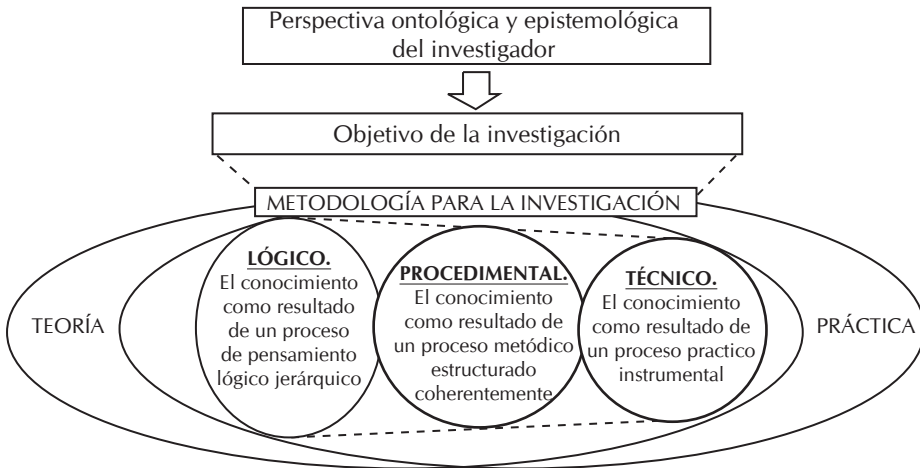 Perspectiva ontológica y epistemológica
del investigador
Objetivo de la investigación
METODOLOGÍA PARA LA INVESTIGACIÓN
TEORÍA
LÓGICO.
El conocimiento
como resultado
de un proceso
de pensamiento
lógico jerárquico
PROCEDIMENTAL.
El conocimiento
como resultado de
un proceso metódico
estructurado
coherentemente
TÉCNICO.
El conocimiento
como resultado de
un proceso practico
instrumental
PRÁCTICA